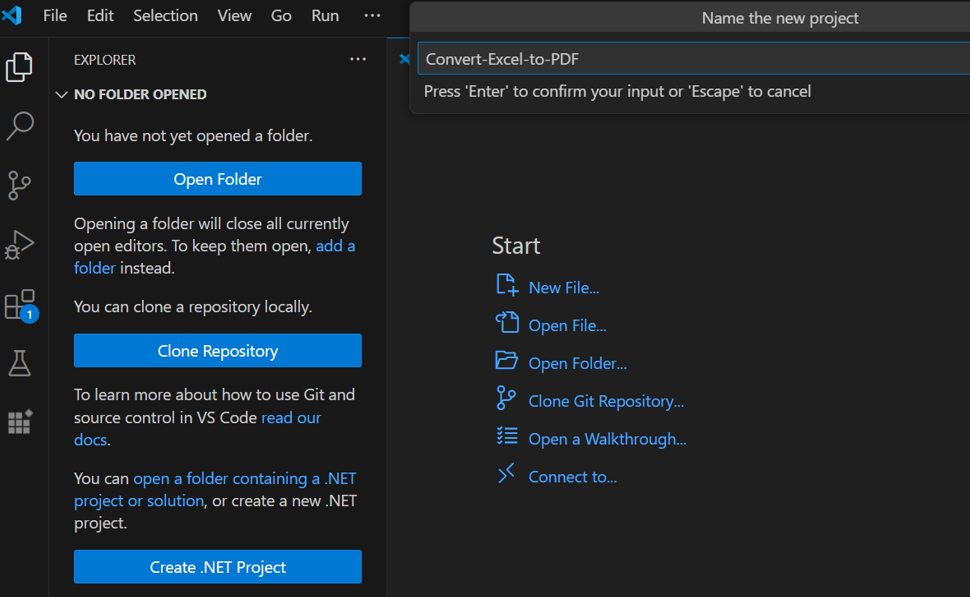 File Edit Selection View Go Run ···
Name the new project
Convert-Excel-to-PDF
Press 'Enter' to confirm your input or 'Escape' to cancel
EXPLORER ···
NO FOLDER OPENED
You have not yet opened a folder.
Open Folder
Opening a folder will close all currently
open editors. To keep them open, add a
folder instead.
You can clone a repository locally.
Clone Repository
To learn more about how to use Git and
source control in VS Code read our
docs.
You can open a folder containing a .NET
project or solution, or create a new .NET
project.
Create .NET Project
1
Start
New File...
Open File...
Open Folder...
Clone Git Repository...
Open a Walkthrough...
Connect to...